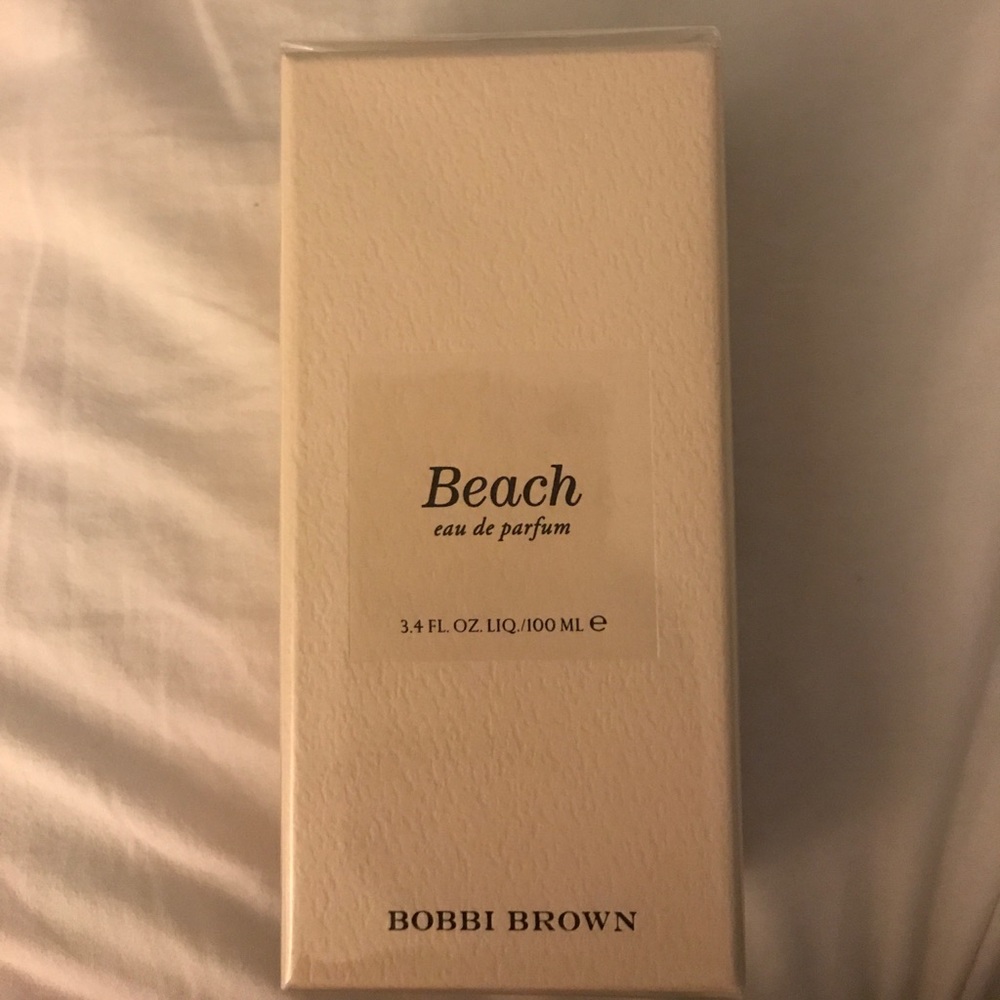 Beach
eau de parfum
3.4 FL. OZ. LIQ./100 ML ℮
BOBBI BROWN